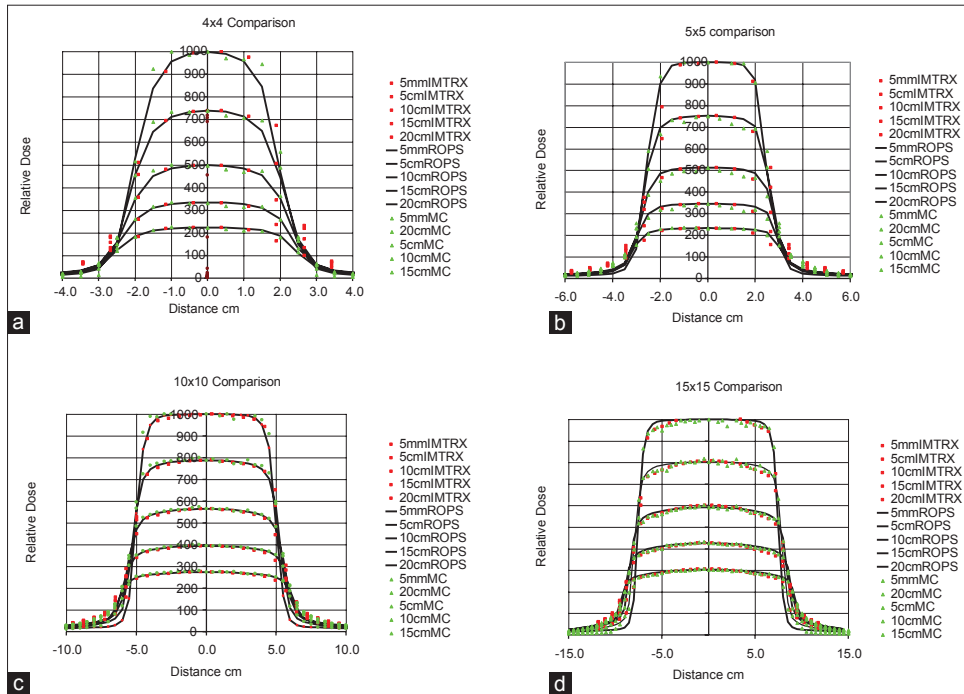 4x4 Comparison
Relative Dose
1000
900
800
700
600
500
400
300
200
100
0
-4.0 -3.0 -2.0 -1.0 0.0 1.0 2.0 3.0 4.0
Distance cm
5mmIMTRX
5cmIMTRX
10cmIMTRX
15cmIMTRX
20cmIMTRX
5mmROPS
5cmROPS
10cmROPS
15cmROPS
20cmROPS
5mmMC
20cmMC
5cmMC
10cmMC
15cmMC
a
5x5 comparison
Relative Dose
1000
900
800
700
600
500
400
300
200
100
0
-6.0 -4.0 -2.0 0.0 2.0 4.0 6.0
Distance cm
5mmIMTRX
5cmIMTRX
10cmIMTRX
15cmIMTRX
20cmIMTRX
5mmROPS
5cmROPS
10cmROPS
15cmROPS
20cmROPS
5mmMC
20cmMC
5cmMC
10cmMC
15cmMC
b
10x10 Comparison
Relative Dose
1000
900
800
700
600
500
400
300
200
100
0
-10.0 -5.0 0.0 5.0 10.0
Distance cm
5mmIMTRX
5cmIMTRX
10cmIMTRX
15cmIMTRX
20cmIMTRX
5mmROPS
5cmROPS
10cmROPS
15cmROPS
20cmROPS
5mmMC
20cmMC
5cmMC
10cmMC
15cmMC
c
15x15 Comparison
Relative Dose
-15.0 -5.0 5.0 15.0
Distance cm
5mmIMTRX
5cmIMTRX
10cmIMTRX
15cmIMTRX
20cmIMTRX
5mmROPS
5cmROPS
10cmROPS
15cmROPS
20cmROPS
5mmMC
20cmMC
5cmMC
10cmMC
15cmMC
d